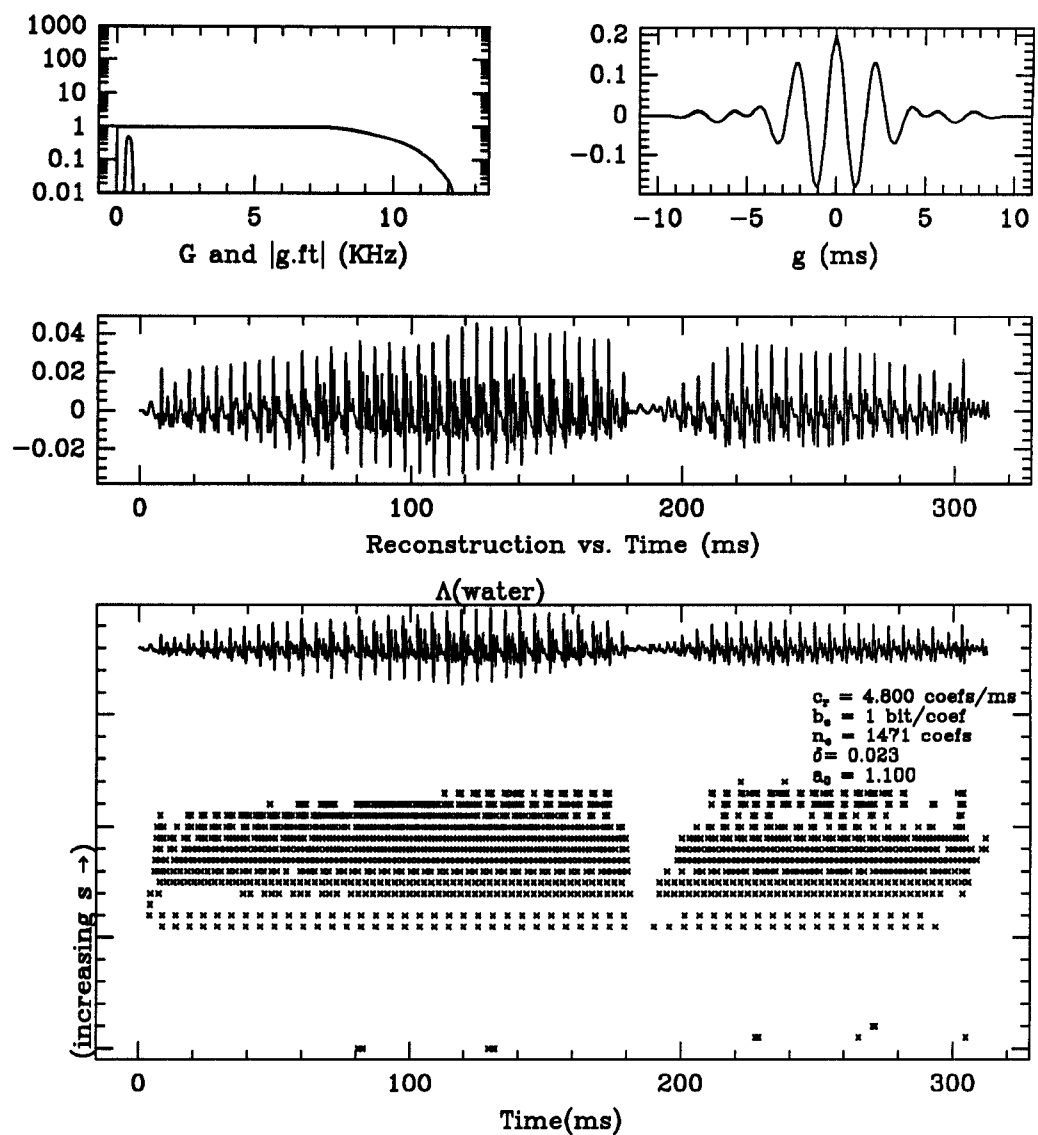 1000
100
10
1
0.1
0.01
0 5 10
G and |g.ft| (KHz)
0.2
0.1
0
−0.1
−10 −5 0 5 10
g (ms)
0.04
0.02
0
−0.02
0 100 200 300
Reconstruction vs. Time (ms)
Λ(water)
c_r = 4.800 coefs/ms
= 1 bit/coef
= 1471 coefs
δ= 0.023
a_0 = 1.100
(increasing s →)
0 100 200 300
Time(ms)